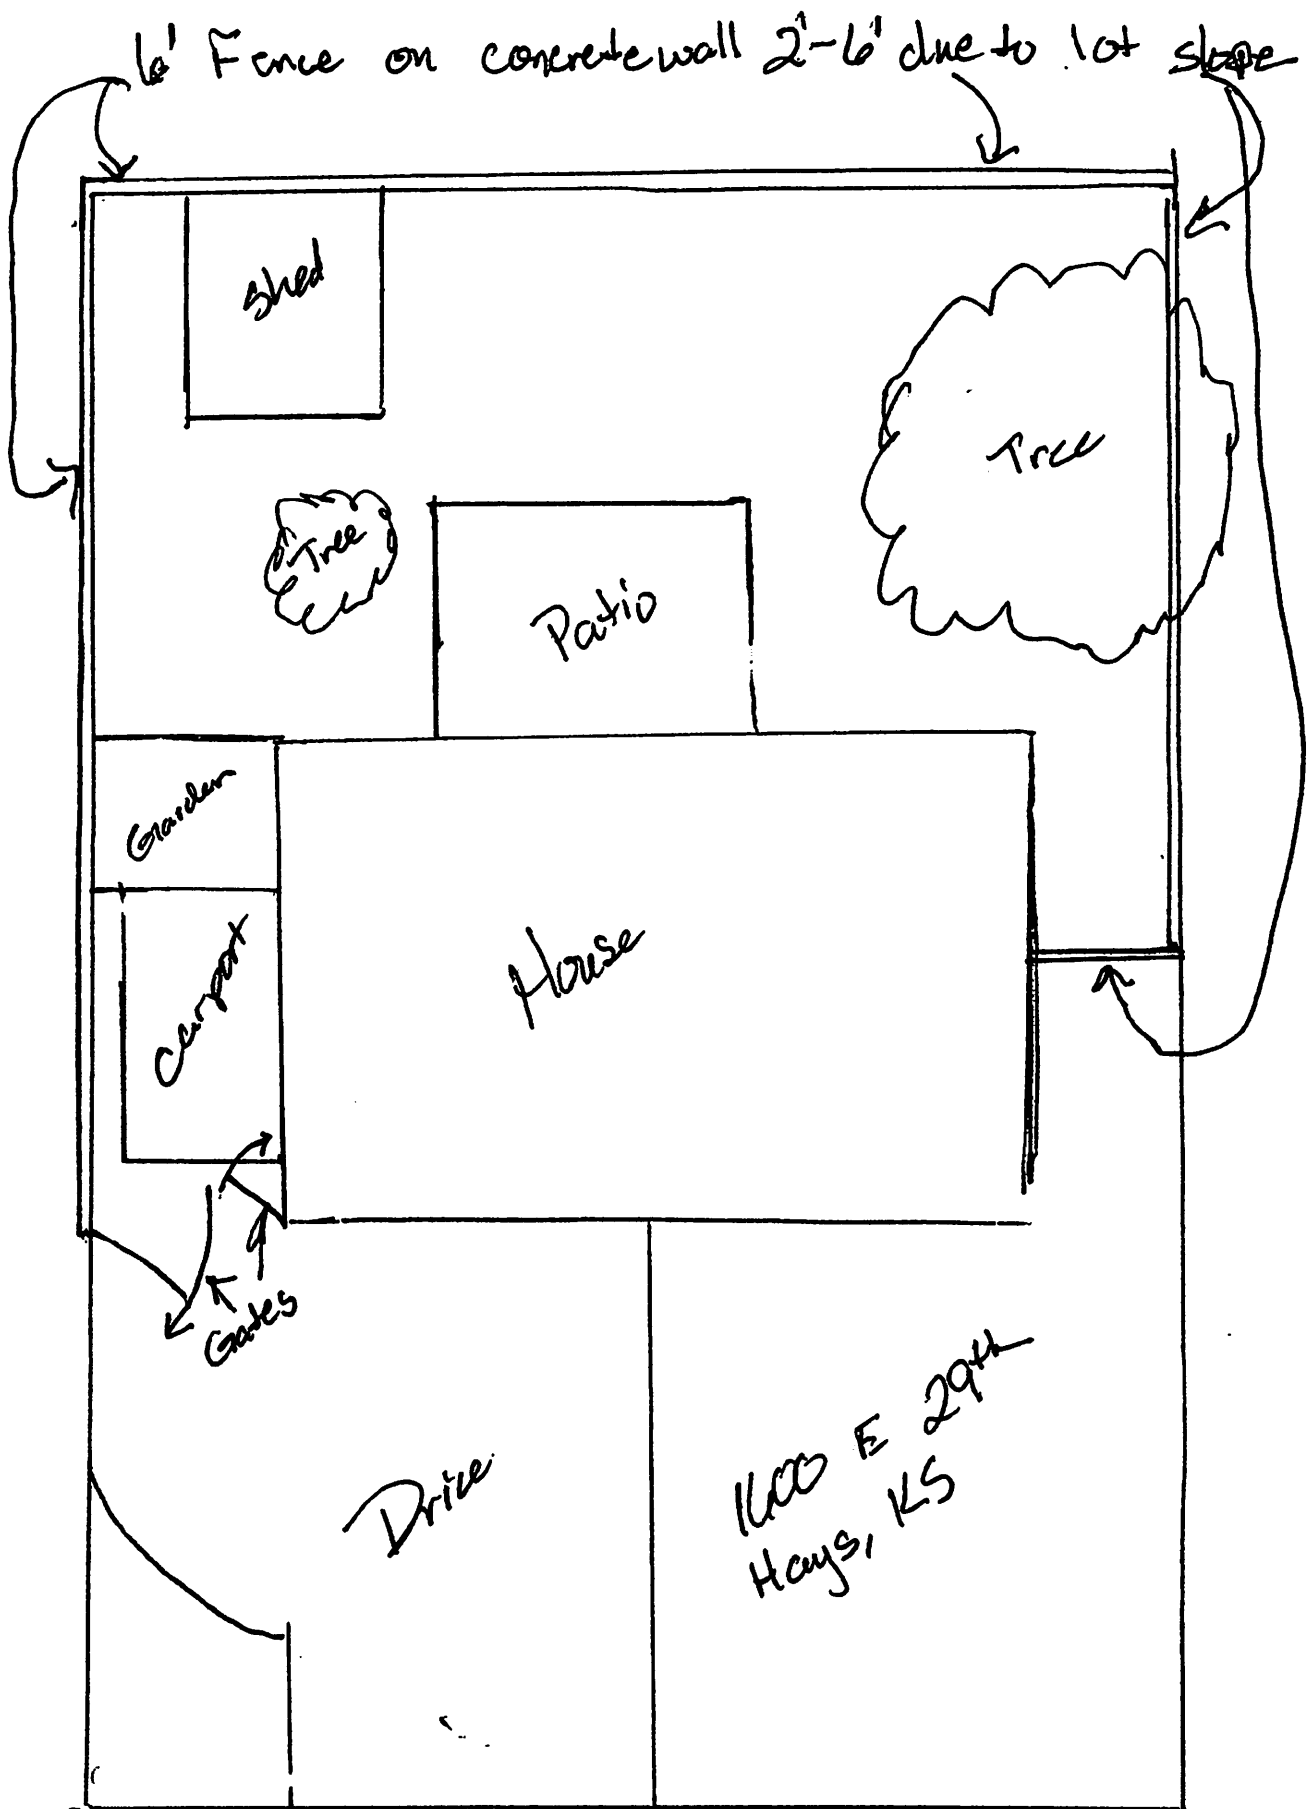 6' Fence on concrete wall 2'-6' due to lot slope
Shed
Tree
Tree
Patio
Garden
House
Carport
Gates
Drive
1600 E 29th
Hays, KS